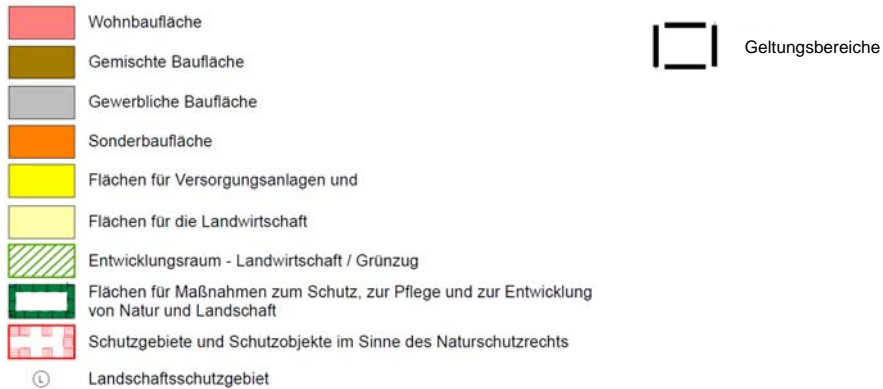 Wohnbaufläche
Gemischte Baufläche
Gewerbliche Baufläche
Sonderbaufläche
Flächen für Versorgungsanlagen und
Flächen für die Landwirtschaft
Entwicklungsraum - Landwirtschaft / Grünzug
Flächen für Maßnahmen zum Schutz, zur Pflege und zur Entwicklung
von Natur und Landschaft
Schutzgebiete und Schutzobjekte im Sinne des Naturschutzrechts
L Landschaftsschutzgebiet
Geltungsbereiche